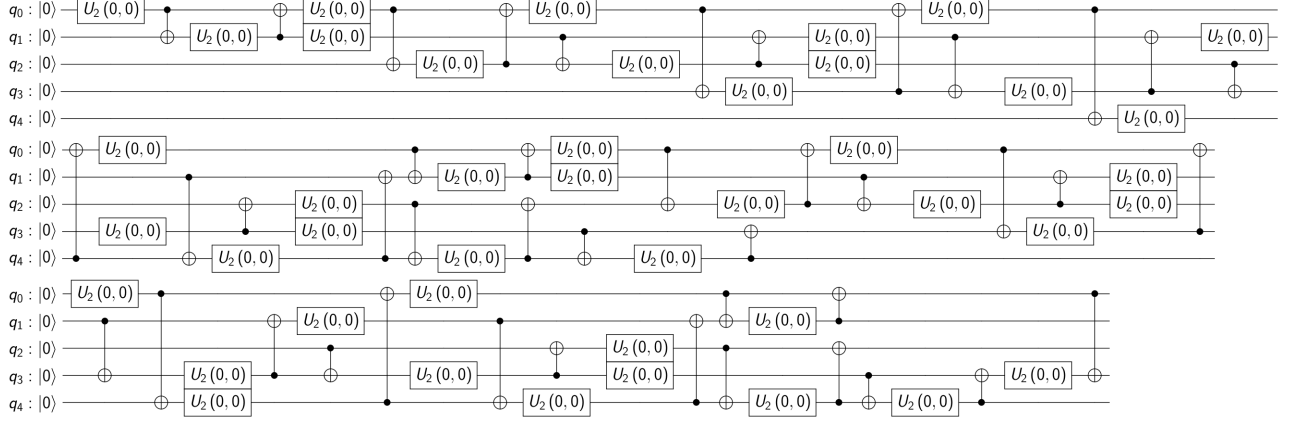 q₀ : |0⟩ U₂ (0, 0) U₂ (0, 0) U₂ (0, 0) U₂ (0, 0)
q₁ : |0⟩ U₂ (0, 0) U₂ (0, 0) U₂ (0, 0) U₂ (0, 0)
q₂ : |0⟩ U₂ (0, 0) U₂ (0, 0) U₂ (0, 0)
q₃ : |0⟩ U₂ (0, 0) U₂ (0, 0)
q₄ : |0⟩ U₂ (0, 0)
q₀ : |0⟩ U₂ (0, 0) U₂ (0, 0) U₂ (0, 0)
q₁ : |0⟩ U₂ (0, 0) U₂ (0, 0) U₂ (0, 0)
q₂ : |0⟩ U₂ (0, 0) U₂ (0, 0) U₂ (0, 0) U₂ (0, 0)
q₃ : |0⟩ U₂ (0, 0) U₂ (0, 0) U₂ (0, 0)
q₄ : |0⟩ U₂ (0, 0) U₂ (0, 0) U₂ (0, 0)
q₀ : |0⟩ U₂ (0, 0) U₂ (0, 0)
q₁ : |0⟩ U₂ (0, 0) U₂ (0, 0)
q₂ : |0⟩ U₂ (0, 0)
q₃ : |0⟩ U₂ (0, 0) U₂ (0, 0) U₂ (0, 0) U₂ (0, 0)
q₄ : |0⟩ U₂ (0, 0) U₂ (0, 0) U₂ (0, 0) U₂ (0, 0)